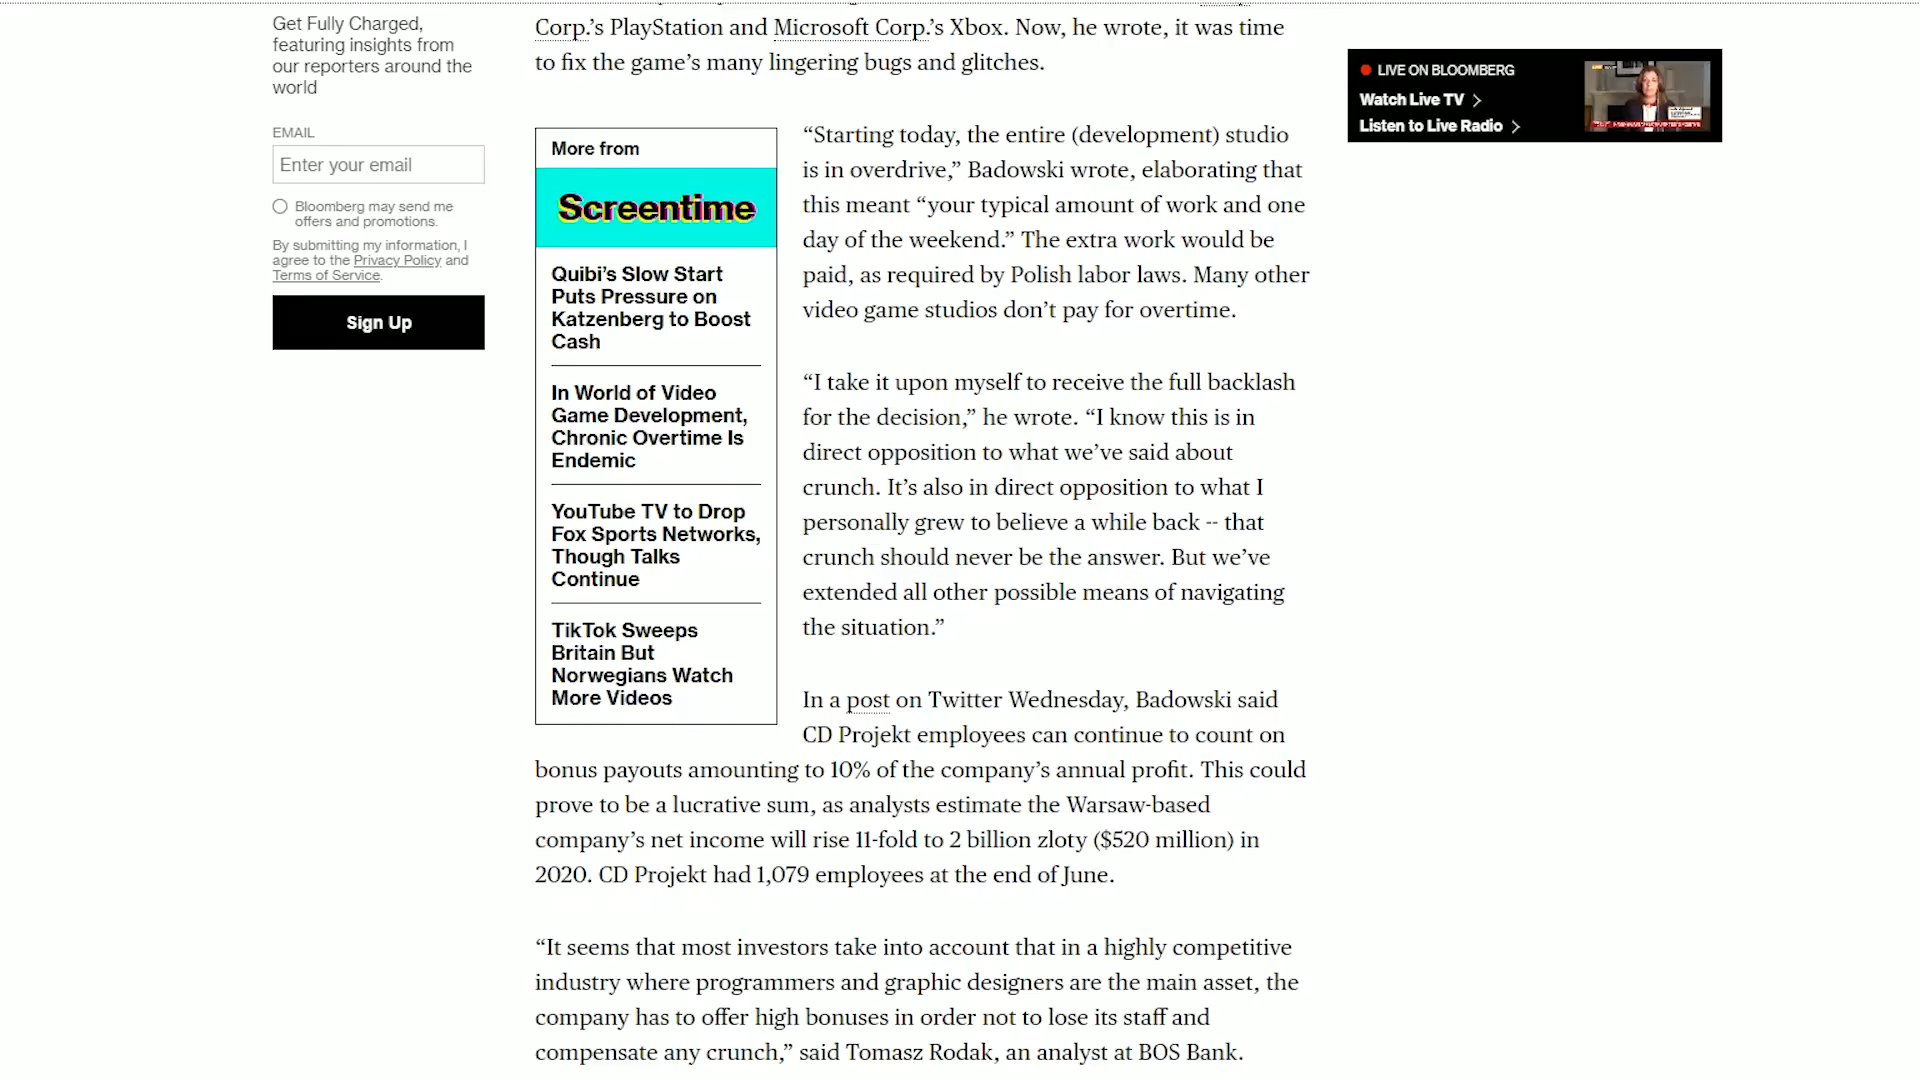 Get Fully Charged,
featuring insights from
our reporters around the
world
EMAIL
Enter your email
Bloomberg may send me
offers and promotions.
By submitting my information, I
agree to the Privacy Policy and
Terms of Service.
Sign Up
Corp.’s PlayStation and Microsoft Corp.’s Xbox. Now, he wrote, it was time
to fix the game’s many lingering bugs and glitches.
More from
Screentime
Quibi’s Slow Start
Puts Pressure on
Katzenberg to Boost
Cash
In World of Video
Game Development,
Chronic Overtime Is
Endemic
YouTube TV to Drop
Fox Sports Networks,
Though Talks
Continue
TikTok Sweeps
Britain But
Norwegians Watch
More Videos
“Starting today, the entire (development) studio
is in overdrive,” Badowski wrote, elaborating that
this meant “your typical amount of work and one
day of the weekend.” The extra work would be
paid, as required by Polish labor laws. Many other
video game studios don’t pay for overtime.
“I take it upon myself to receive the full backlash
for the decision,” he wrote. “I know this is in
direct opposition to what we’ve said about
crunch. It’s also in direct opposition to what I
personally grew to believe a while back -- that
crunch should never be the answer. But we’ve
extended all other possible means of navigating
the situation.”
In a post on Twitter Wednesday, Badowski said
CD Projekt employees can continue to count on
bonus payouts amounting to 10% of the company’s annual profit. This could
prove to be a lucrative sum, as analysts estimate the Warsaw-based
company’s net income will rise 11-fold to 2 billion zloty ($520 million) in
2020. CD Projekt had 1,079 employees at the end of June.
“It seems that most investors take into account that in a highly competitive
industry where programmers and graphic designers are the main asset, the
company has to offer high bonuses in order not to lose its staff and
compensate any crunch,” said Tomasz Rodak, an analyst at BOS Bank.
LIVE ON BLOOMBERG
Watch Live TV
Listen to Live Radio